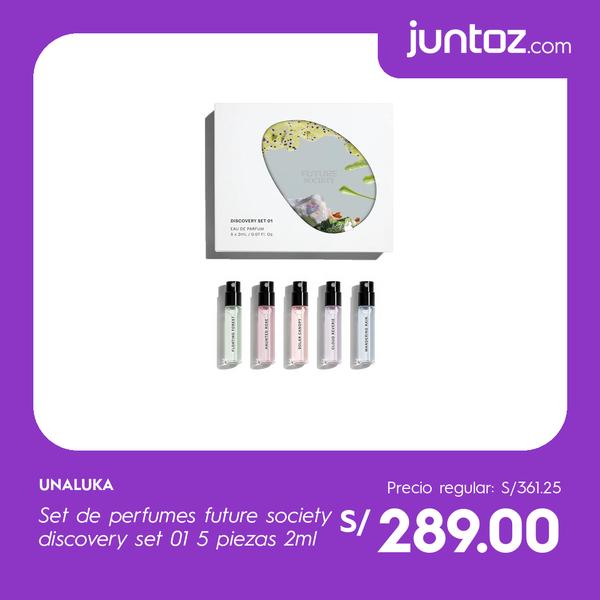 juntoz.com
FUTURE
SOCIETY
DISCOVERY SET 01
EAU DE PARFUM
5 x 2mL / 0.07 Fl. Oz.
FLOATING FOREST
HAUNTED ROSE
SOLAR CANOPY
CLOUD REVERIE
WANDERING RAIN
UNALUKA
Precio regular: S/361.25
Set de perfumes future society
discovery set 01 5 piezas 2ml
S/ 289.00